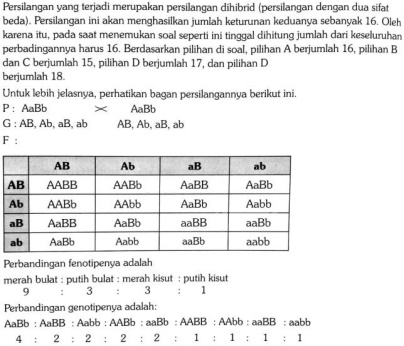 Persilangan yang terjadi merupakan persilangan dihibrid (persilangan dengan dua sifat
beda). Persilangan ini akan menghasilkan jumlah keturunan keduanya sebanyak 16. Oleh
karena itu, pada saat menemukan soal seperti ini tinggal dihitung jumlah dari keseluruhan
perbadingannya harus 16. Berdasarkan pilihan di soal, pilihan A berjumlah 16, pilihan B
dan C berjumlah 15, pilihan D berjumlah 17, dan pilihan D
berjumlah 18.
Untuk lebih jelasnya, perhatikan bagan persilangannya berikut ini.
P : AaBb × AaBb
G : AB, Ab, aB, ab AB, Ab, aB, ab
F :
AB Ab aB ab
AB AABB AABb AaBB AaBb
Ab AABb AAbb AaBb Aabb
aB AaBB AaBb aaBB aaBb
ab AaBb Aabb aaBb aabb
Perbandingan fenotipenya adalah
merah bulat : putih bulat : merah kisut : putih kisut
9 : 3 : 3 : 1
Perbandingan genotipenya adalah:
AaBb : AaBB : Aabb : AABb : aaBb : AABB : AAbb : aaBB : aabb
4 : 2 : 2 : 2 : 2 : 1 : 1 : 1 : 1